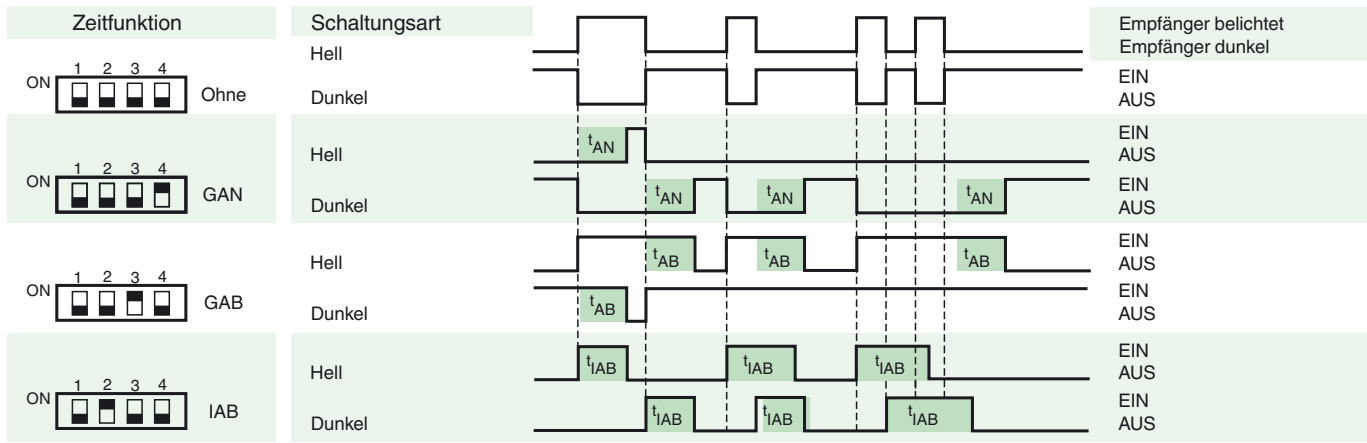 Zeitfunktion Schaltungsart Empfänger belichtet
Hell Empfänger dunkel
1 2 3 4
ON Ohne Dunkel EIN
AUS
Hell tAN EIN
AUS
1 2 3 4
ON GAN Dunkel tAN tAN tAN EIN
AUS
Hell tAB tAB tAB EIN
AUS
1 2 3 4
ON GAB Dunkel tAB EIN
AUS
Hell tIAB tIAB tIAB EIN
AUS
1 2 3 4
ON IAB Dunkel tIAB tIAB tIAB EIN
AUS